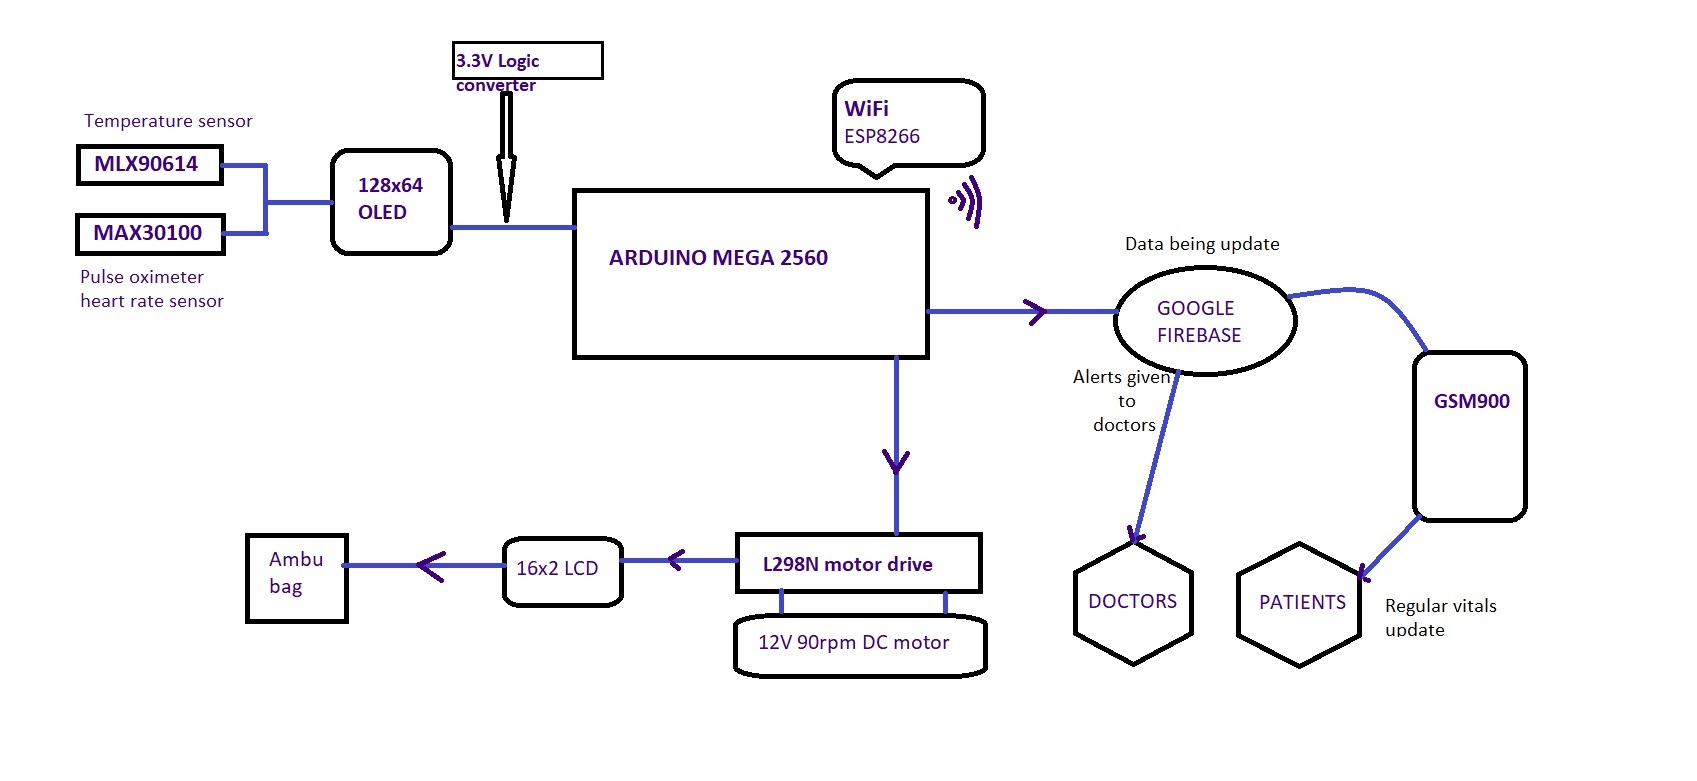 3.3V Logic
converter
WiFi
ESP8266
Temperature sensor
MLX90614
MAX30100
Pulse oximeter
heart rate sensor
128x64
OLED
ARDUINO MEGA 2560
Data being update
GOOGLE
FIREBASE
Alerts given
to
doctors
GSM900
Ambu
bag
16x2 LCD
L298N motor drive
12V 90rpm DC motor
DOCTORS
PATIENTS
Regular vitals
update